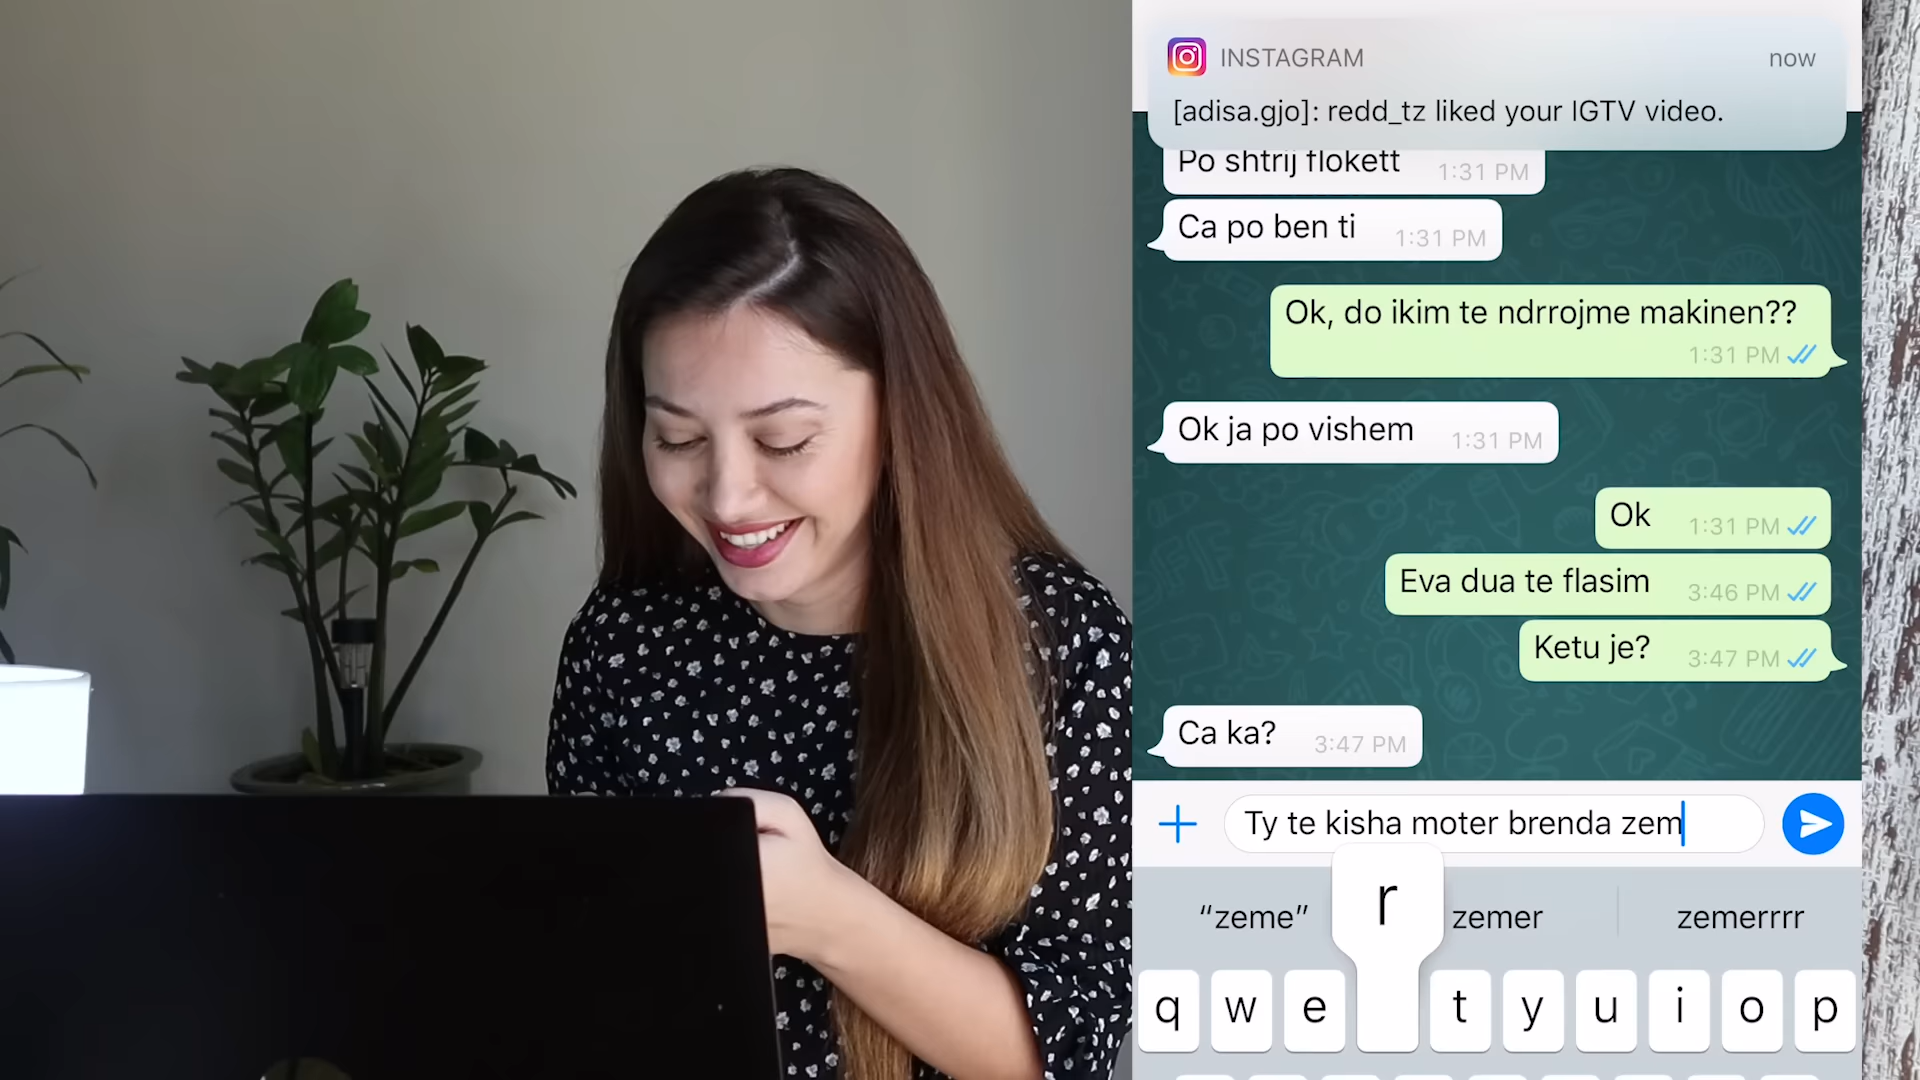 INSTAGRAM now
[adisa.gjo]: redd_tz liked your IGTV video.
Po shtrij flokett 1:31 PM
Ca po ben ti 1:31 PM
Ok, do ikim te ndrrojme makinen??
1:31 PM
Ok ja po vishem 1:31 PM
Ok 1:31 PM
Eva dua te flasim 3:46 PM
Ketu je? 3:47 PM
Ca ka? 3:47 PM
Ty te kisha moter brenda zem
"zeme" r zemer zemerrrr
q w e t y u i o p